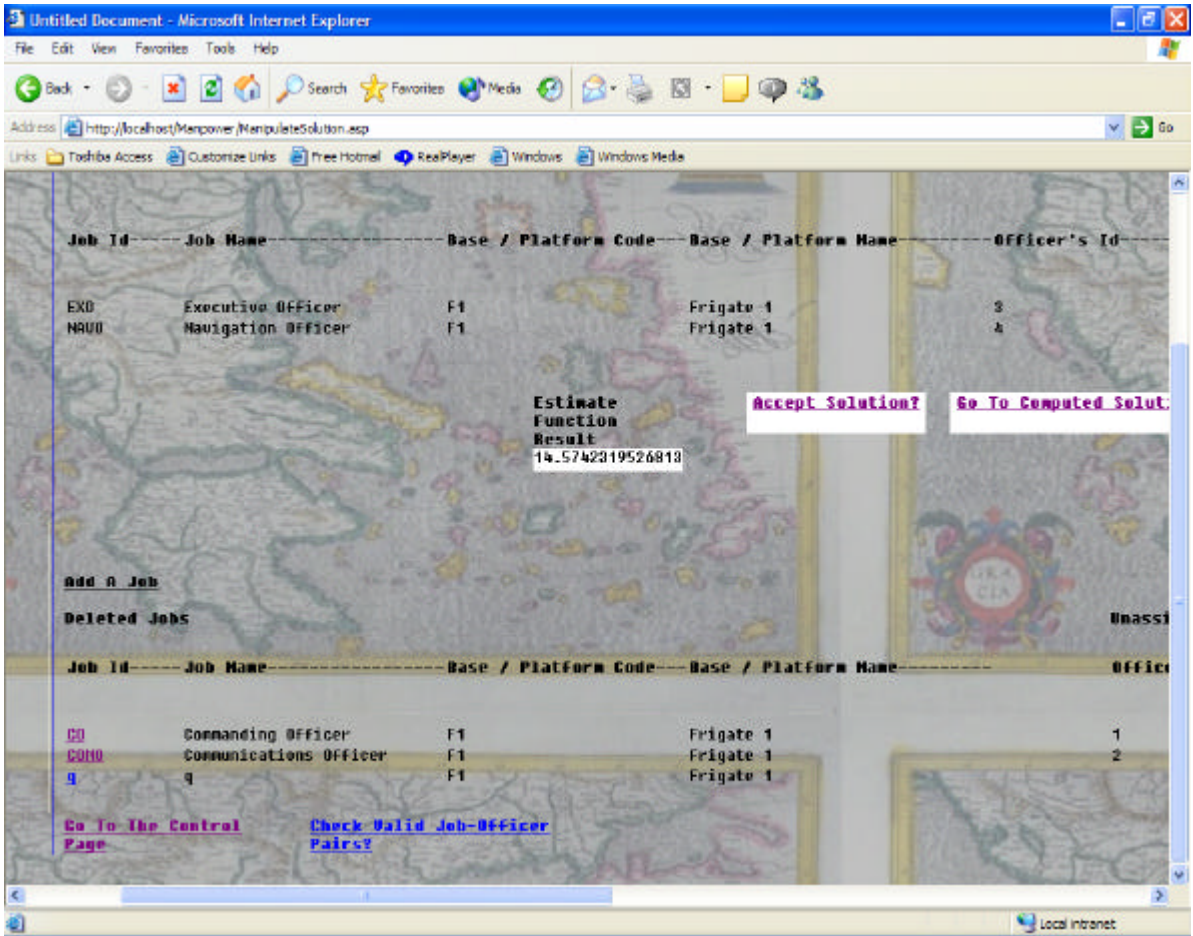 Untitled Document - Microsoft Internet Explorer
File Edit View Favorites Tools Help
Back Search Favorites Media
Address http://localhost/Manpower/ManipulateSolution.asp Go
Links Toshiba Access Customize Links Free Hotmail RealPlayer Windows Windows Media
Job Id-----Job Name-----------------Base / Platform Code---Base / Platform Name---------Officer's Id-----
EXO Executive Officer F1 Frigate 1 3
NAVO Navigation Officer F1 Frigate 1 4
Estimate Accept Solution? Go To Computed Solut
Function
Result
14.5742319526813
GRÆ
CIA
Add A Job
Deleted Jobs Unassi
Job Id-----Job Name-----------------Base / Platform Code---Base / Platform Name--------- Office
CO Commanding Officer F1 Frigate 1 1
COMO Communications Officer F1 Frigate 1 2
q q F1 Frigate 1
Go To The Control Check Valid Job-Officer
Page Pairs?
Local intranet